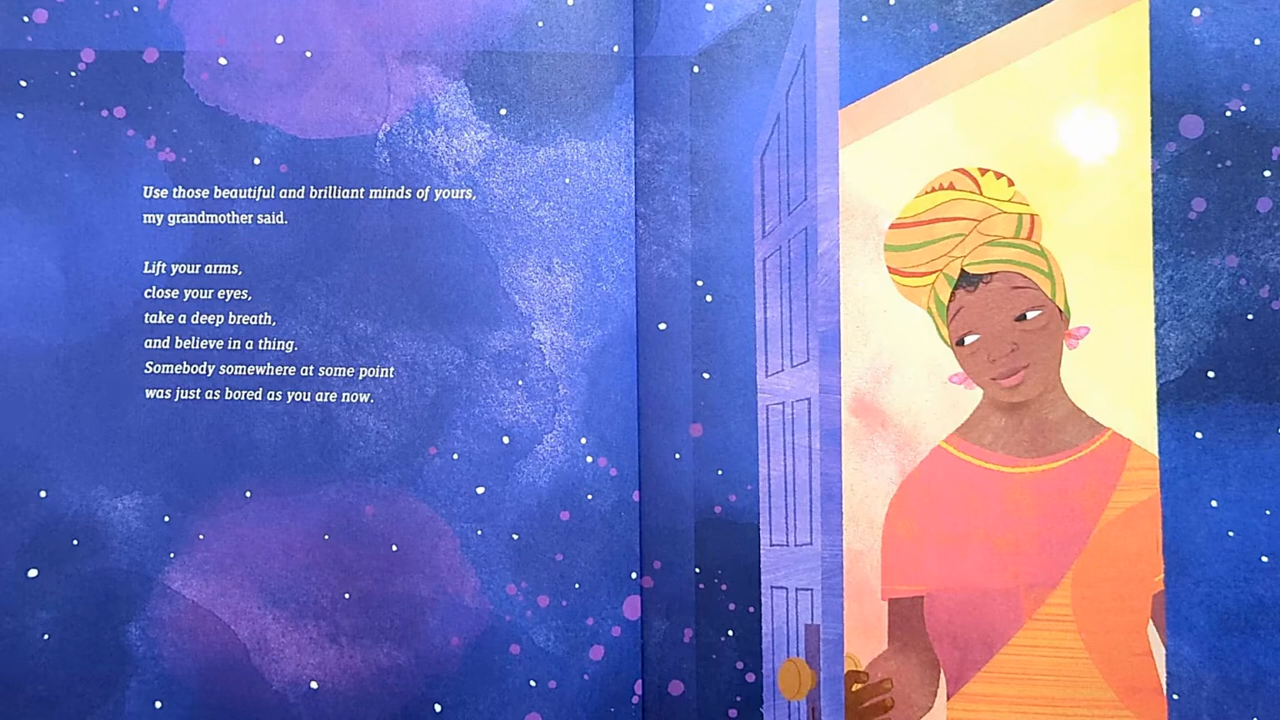 Use those beautiful and brilliant minds of yours,
my grandmother said.
Lift your arms,
close your eyes,
take a deep breath,
and believe in a thing.
Somebody somewhere at some point
was just as bored as you are now.